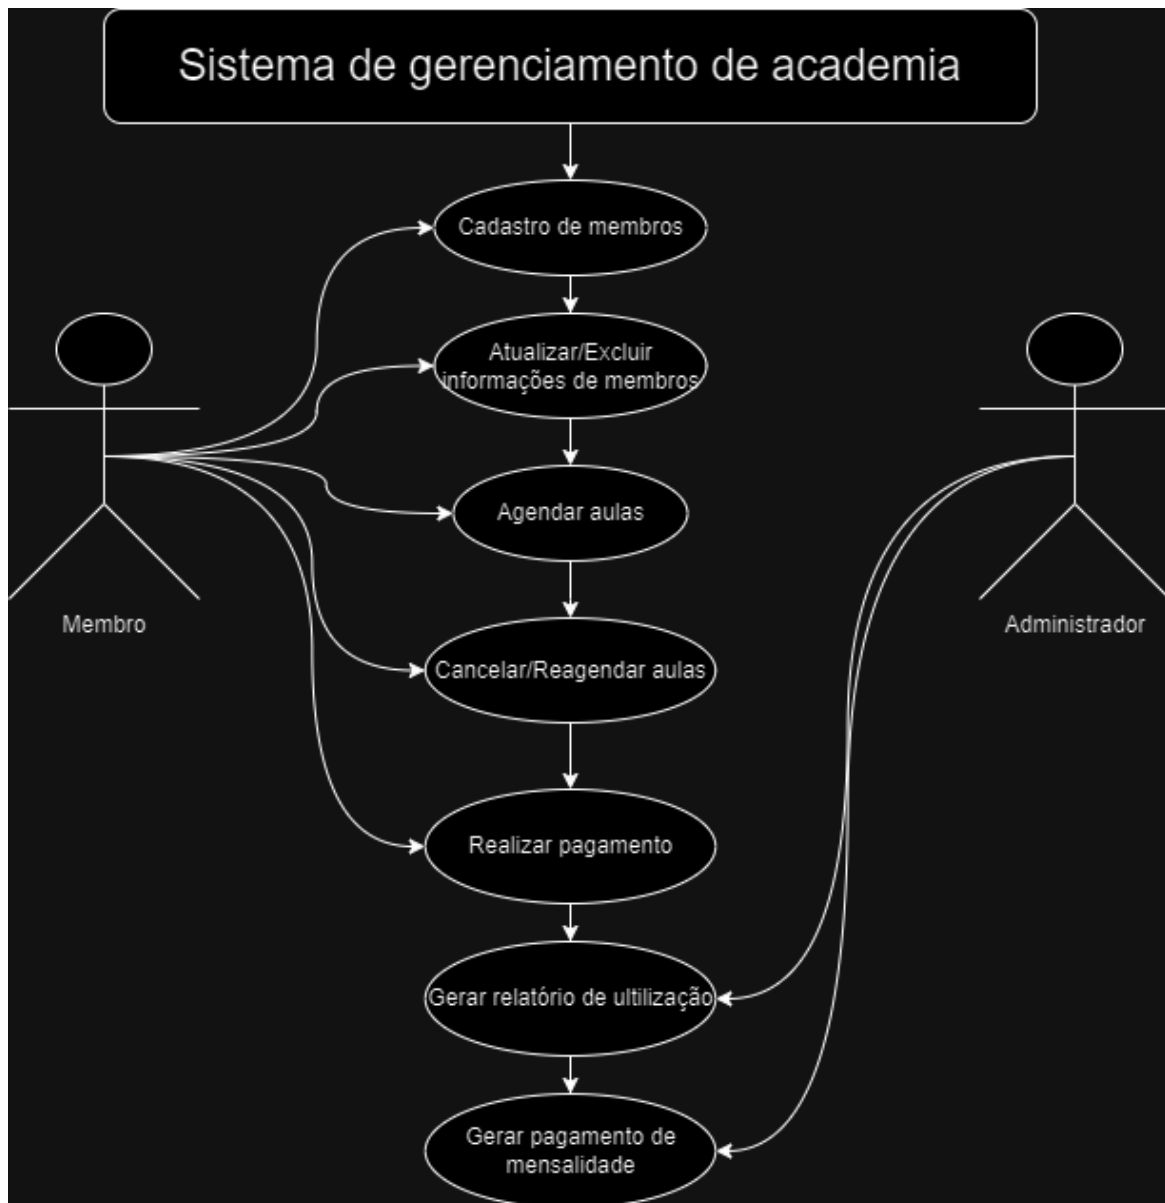 Sistema de gerenciamento de academia
Cadastro de membros
Atualizar/Excluir
informações de membros
Agendar aulas
Membro
Administrador
Cancelar/Reagendar aulas
Realizar pagamento
Gerar relatório de ultilização
Gerar pagamento de
mensalidade